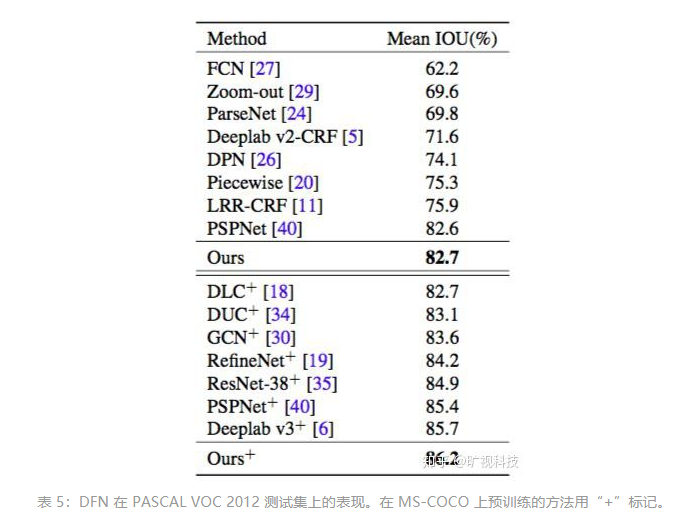 Method Mean IOU(%)
FCN [27] 62.2
Zoom-out [29] 69.6
ParseNet [24] 69.8
Deeplab v2-CRF [5] 71.6
DPN [26] 74.1
Piecewise [20] 75.3
LRR-CRF [11] 75.9
PSPNet [40] 82.6
Ours 82.7
DLC+ [18] 82.7
DUC+ [34] 83.1
GCN+ [30] 83.6
RefineNet+ [19] 84.2
ResNet-38+ [35] 84.9
PSPNet+ [40] 85.4
Deeplab v3+ [6] 85.7
Ours+ 86.2
知乎 @旷视科技
表 5：DFN 在 PASCAL VOC 2012 测试集上的表现。在 MS-COCO 上预训练的方法用“+”标记。